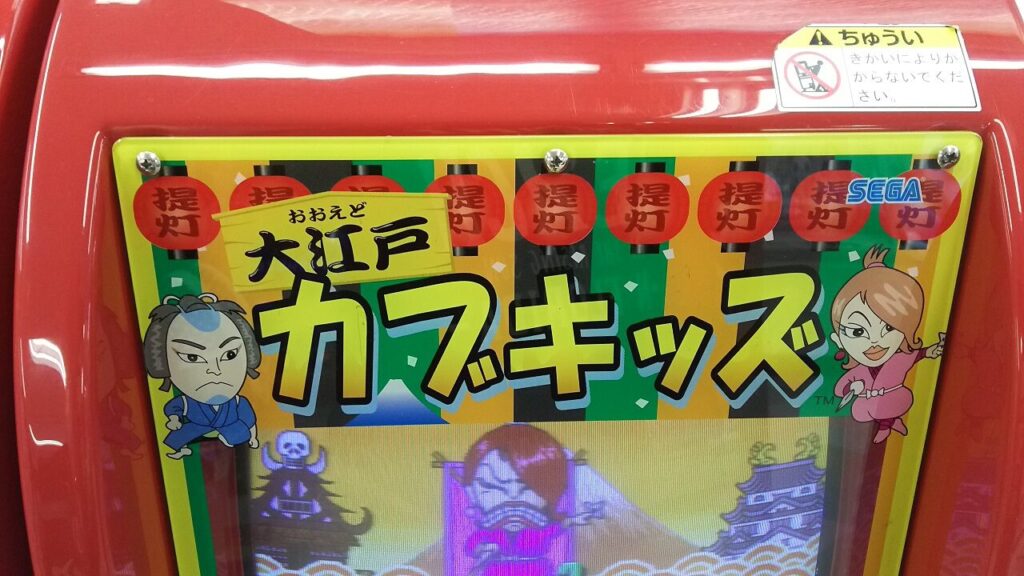 ちゅうい
きかいによりか
からないでくだ
さい。
提灯 提灯 提灯 提灯 提灯 提灯 提灯
SEGA
おおえど
大江戸
カブキッズ
TM